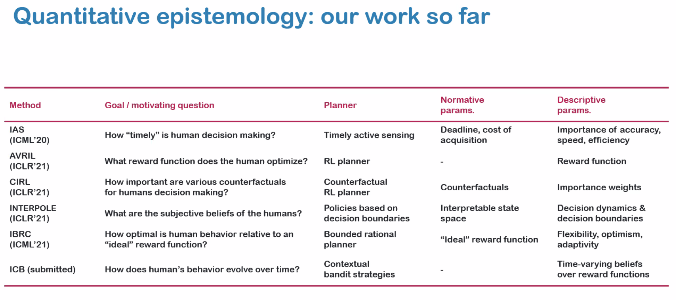 Quantitative epistemology: our work so far
Method Goal / motivating question Planner Normative params. Descriptive params.
IAS (ICML'20) How “timely” is human decision making? Timely active sensing Deadline, cost of acquisition Importance of accuracy, speed, efficiency
AVRIL (ICLR'21) What reward function does the human optimize? RL planner - Reward function
CIRL (ICLR'21) How important are various counterfactuals for humans decision making? Counterfactual RL planner Counterfactuals Importance weights
INTERPOLE (ICLR'21) What are the subjective beliefs of the humans? Policies based on decision boundaries Interpretable state space Decision dynamics & decision boundaries
IBRC (ICML'21) How optimal is human behavior relative to an “ideal” reward function? Bounded rational planner “Ideal” reward function Flexibility, optimism, adaptivity
ICB (submitted) How does human's behavior evolve over time? Contextual bandit strategies - Time-varying beliefs over reward functions